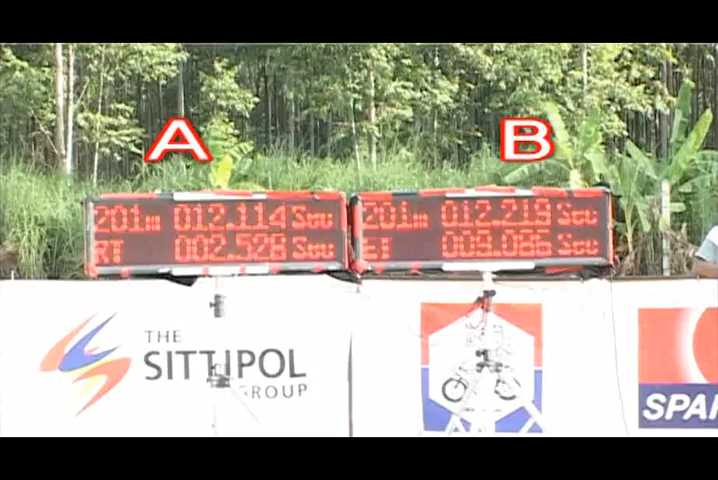 A
B
201m 012.114 Sec
RT 002.528 Sec
201m 012.219 Sec
ET 009.086 Sec
THE
SITTIPOL
GROUP
SPAR